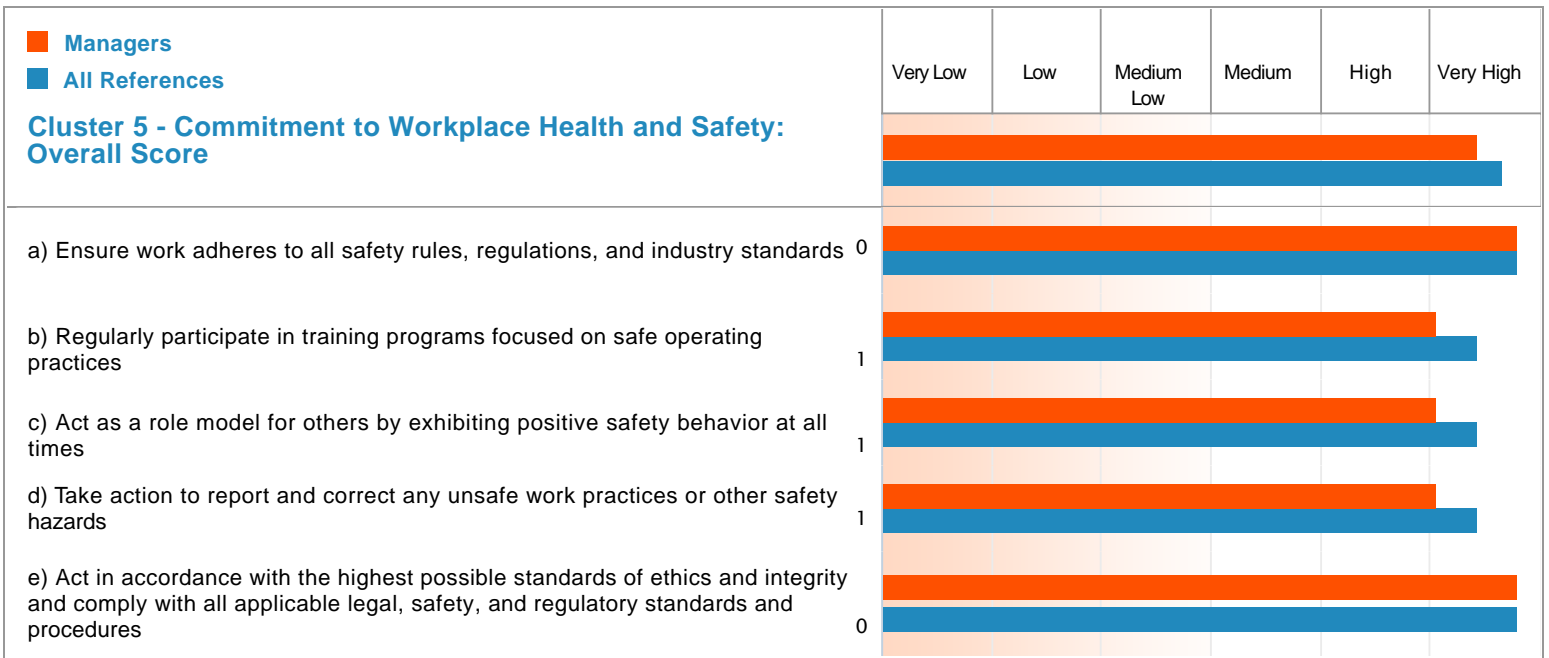 Managers
All References
Cluster 5 - Commitment to Workplace Health and Safety:
Overall Score
Very Low
Low
Medium
Low
Medium
High
Very High
a) Ensure work adheres to all safety rules, regulations, and industry standards 0
b) Regularly participate in training programs focused on safe operating
practices
1
c) Act as a role model for others by exhibiting positive safety behavior at all
times
1
d) Take action to report and correct any unsafe work practices or other safety
hazards
1
e) Act in accordance with the highest possible standards of ethics and integrity
and comply with all applicable legal, safety, and regulatory standards and
procedures
0